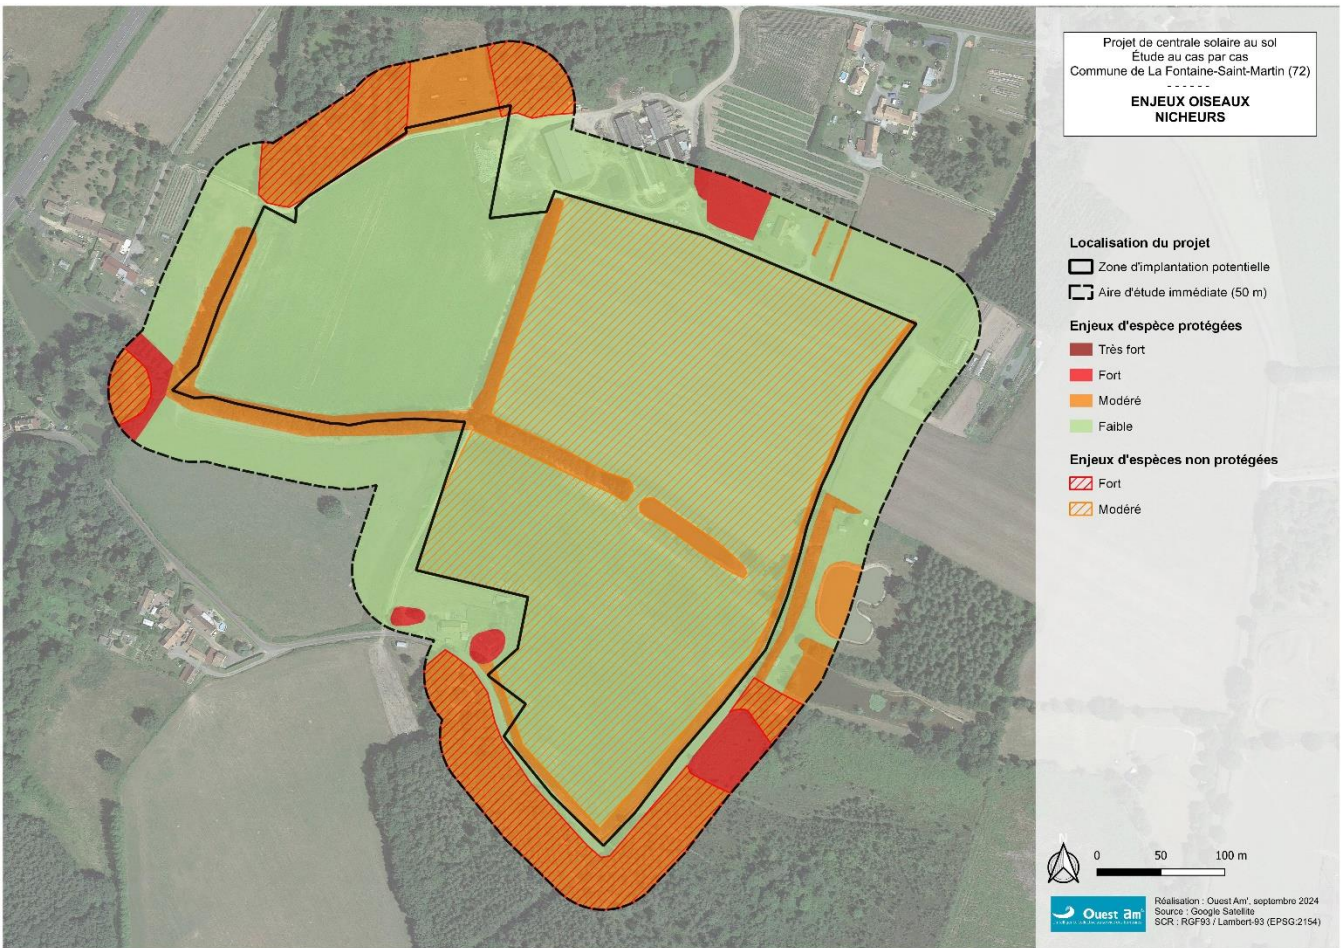 Projet de centrale solaire au sol
Étude au cas par cas
Commune de La Fontaine-Saint-Martin (72)
- - - - - -
ENJEUX OISEAUX
NICHEURS
Localisation du projet
Zone d'implantation potentielle
Aire d'étude immédiate (50 m)
Enjeux d'espèce protégées
Très fort
Fort
Modéré
Faible
Enjeux d'espèces non protégées
Fort
Modéré
N
0 50 100 m
Ouest am'
Réalisation : Ouest Am', septembre 2024
Source : Google Satellite
SCR : RGF93 / Lambert-93 (EPSG:2154)